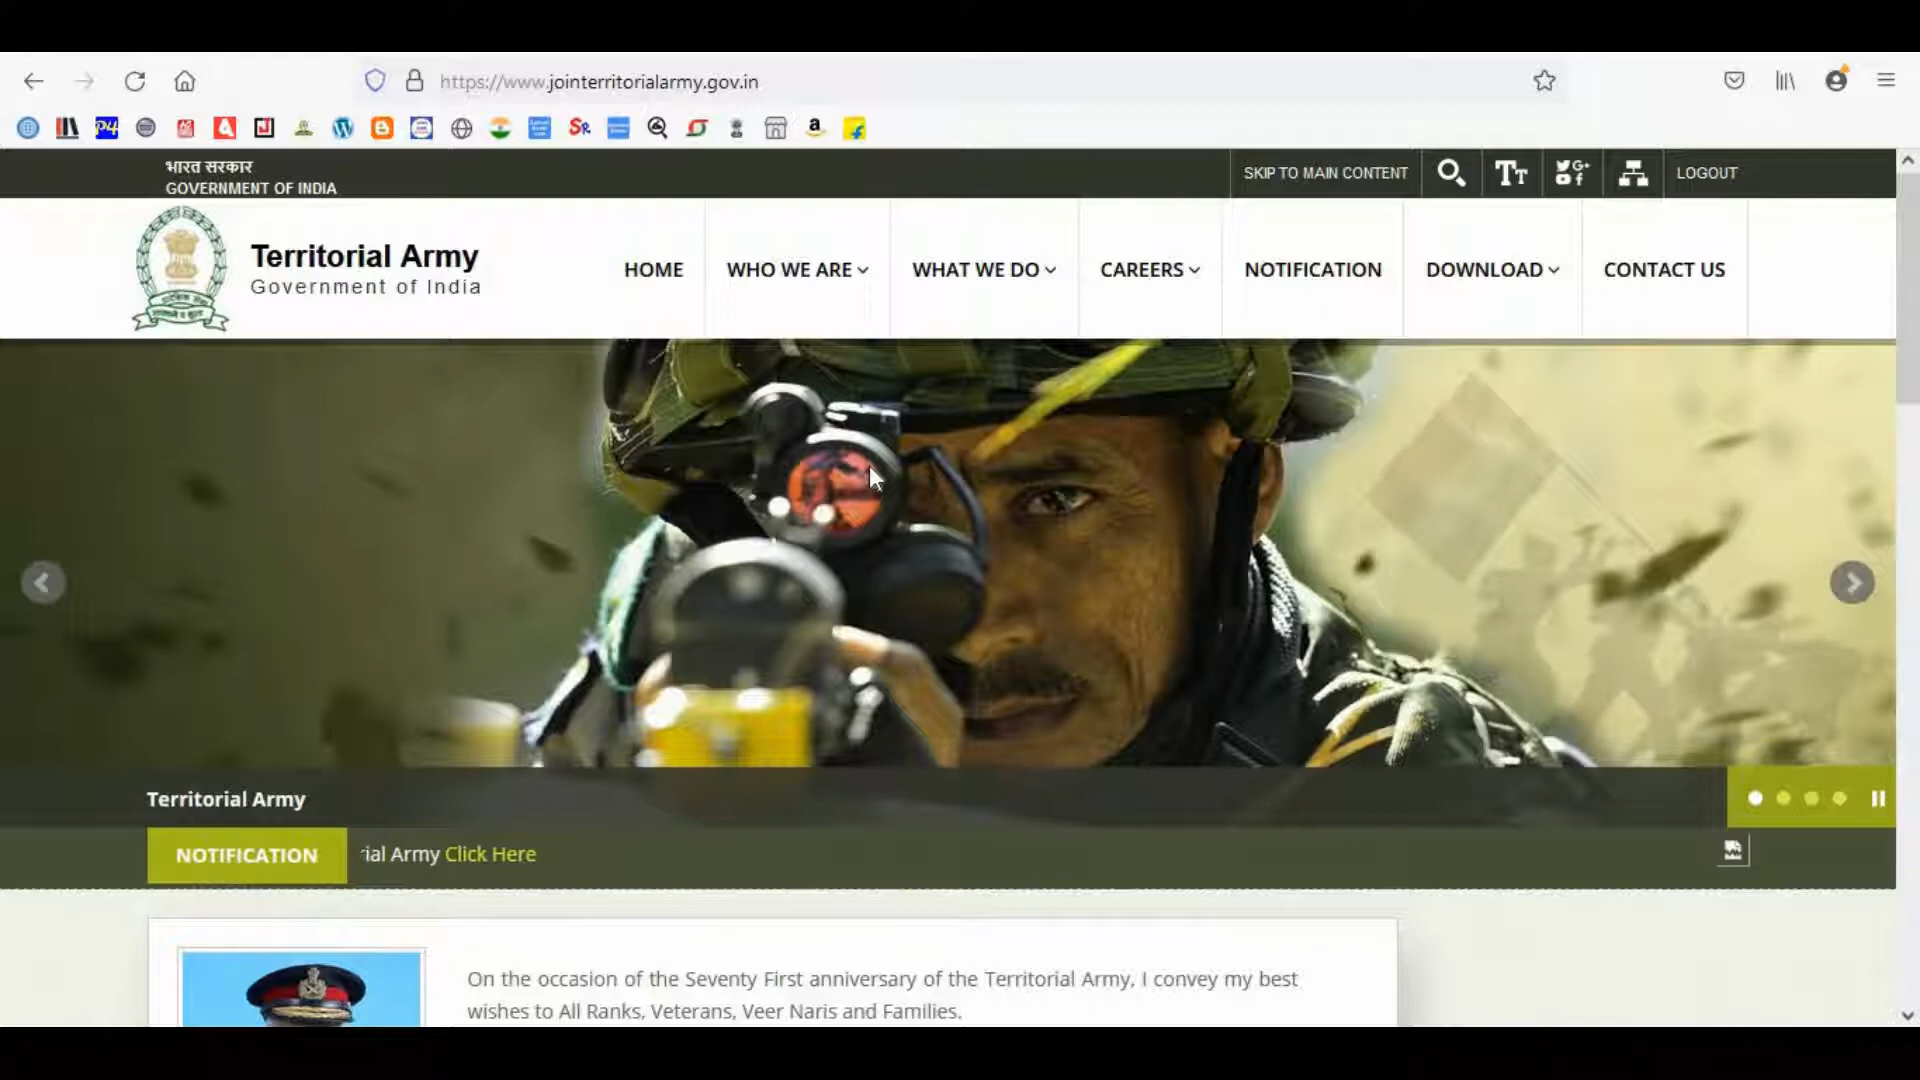 https://www.jointerritorialarmy.gov.in
P4
SR
भारत सरकार
GOVERNMENT OF INDIA
SKIP TO MAIN CONTENT
TT
G+
LOGOUT
Territorial Army
Government of India
HOME
WHO WE ARE
WHAT WE DO
CAREERS
NOTIFICATION
DOWNLOAD
CONTACT US
Territorial Army
NOTIFICATION
ial Army Click Here
On the occasion of the Seventy First anniversary of the Territorial Army, I convey my best
wishes to All Ranks, Veterans, Veer Naris and Families.